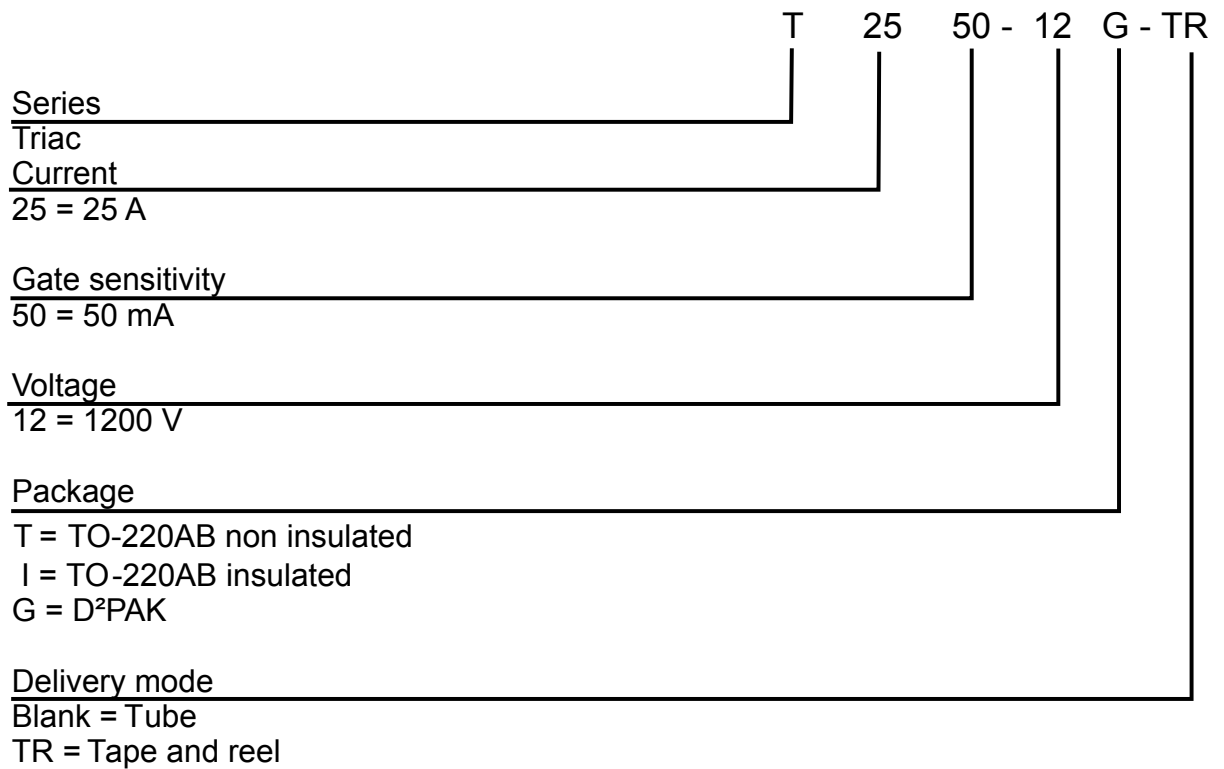 T 25 50 - 12 G - TR
Series
Triac
Current
25 = 25 A
Gate sensitivity
50 = 50 mA
Voltage
12 = 1200 V
Package
T = TO-220AB non insulated
I = TO-220AB insulated
G = D²PAK
Delivery mode
Blank = Tube
TR = Tape and reel